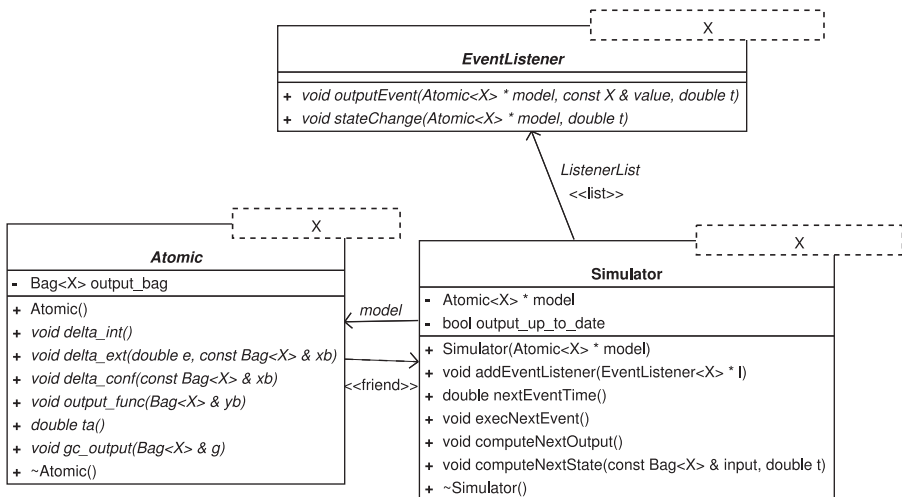 X
EventListener
+ void outputEvent(Atomic<X> * model, const X & value, double t)
+ void stateChange(Atomic<X> * model, double t)
ListenerList
<<list>>
X
Atomic
- Bag<X> output_bag
+ Atomic()
+ void delta_int()
+ void delta_ext(double e, const Bag<X> & xb)
+ void delta_conf(const Bag<X> & xb)
+ void output_func(Bag<X> & yb)
+ double ta()
+ void gc_output(Bag<X> & g)
+ ~Atomic()
model
<<friend>>
X
Simulator
- Atomic<X> * model
- bool output_up_to_date
+ Simulator(Atomic<X> * model)
+ void addEventListener(EventListener<X> * l)
+ double nextEventTime()
+ void execNextEvent()
+ void computeNextOutput()
+ void computeNextState(const Bag<X> & input, double t)
+ ~Simulator()